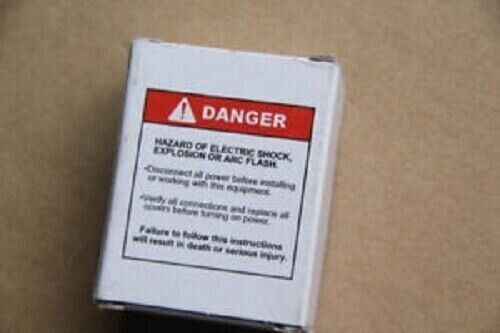 DANGER
HAZARD OF ELECTRIC SHOCK,
EXPLOSION OR ARC FLASH.
•Disconnect all power before installing
or working with this equipment.
•Verify all connections and replace all
covers before turning on power.
Failure to follow this instructions
will result in death or serious injury.